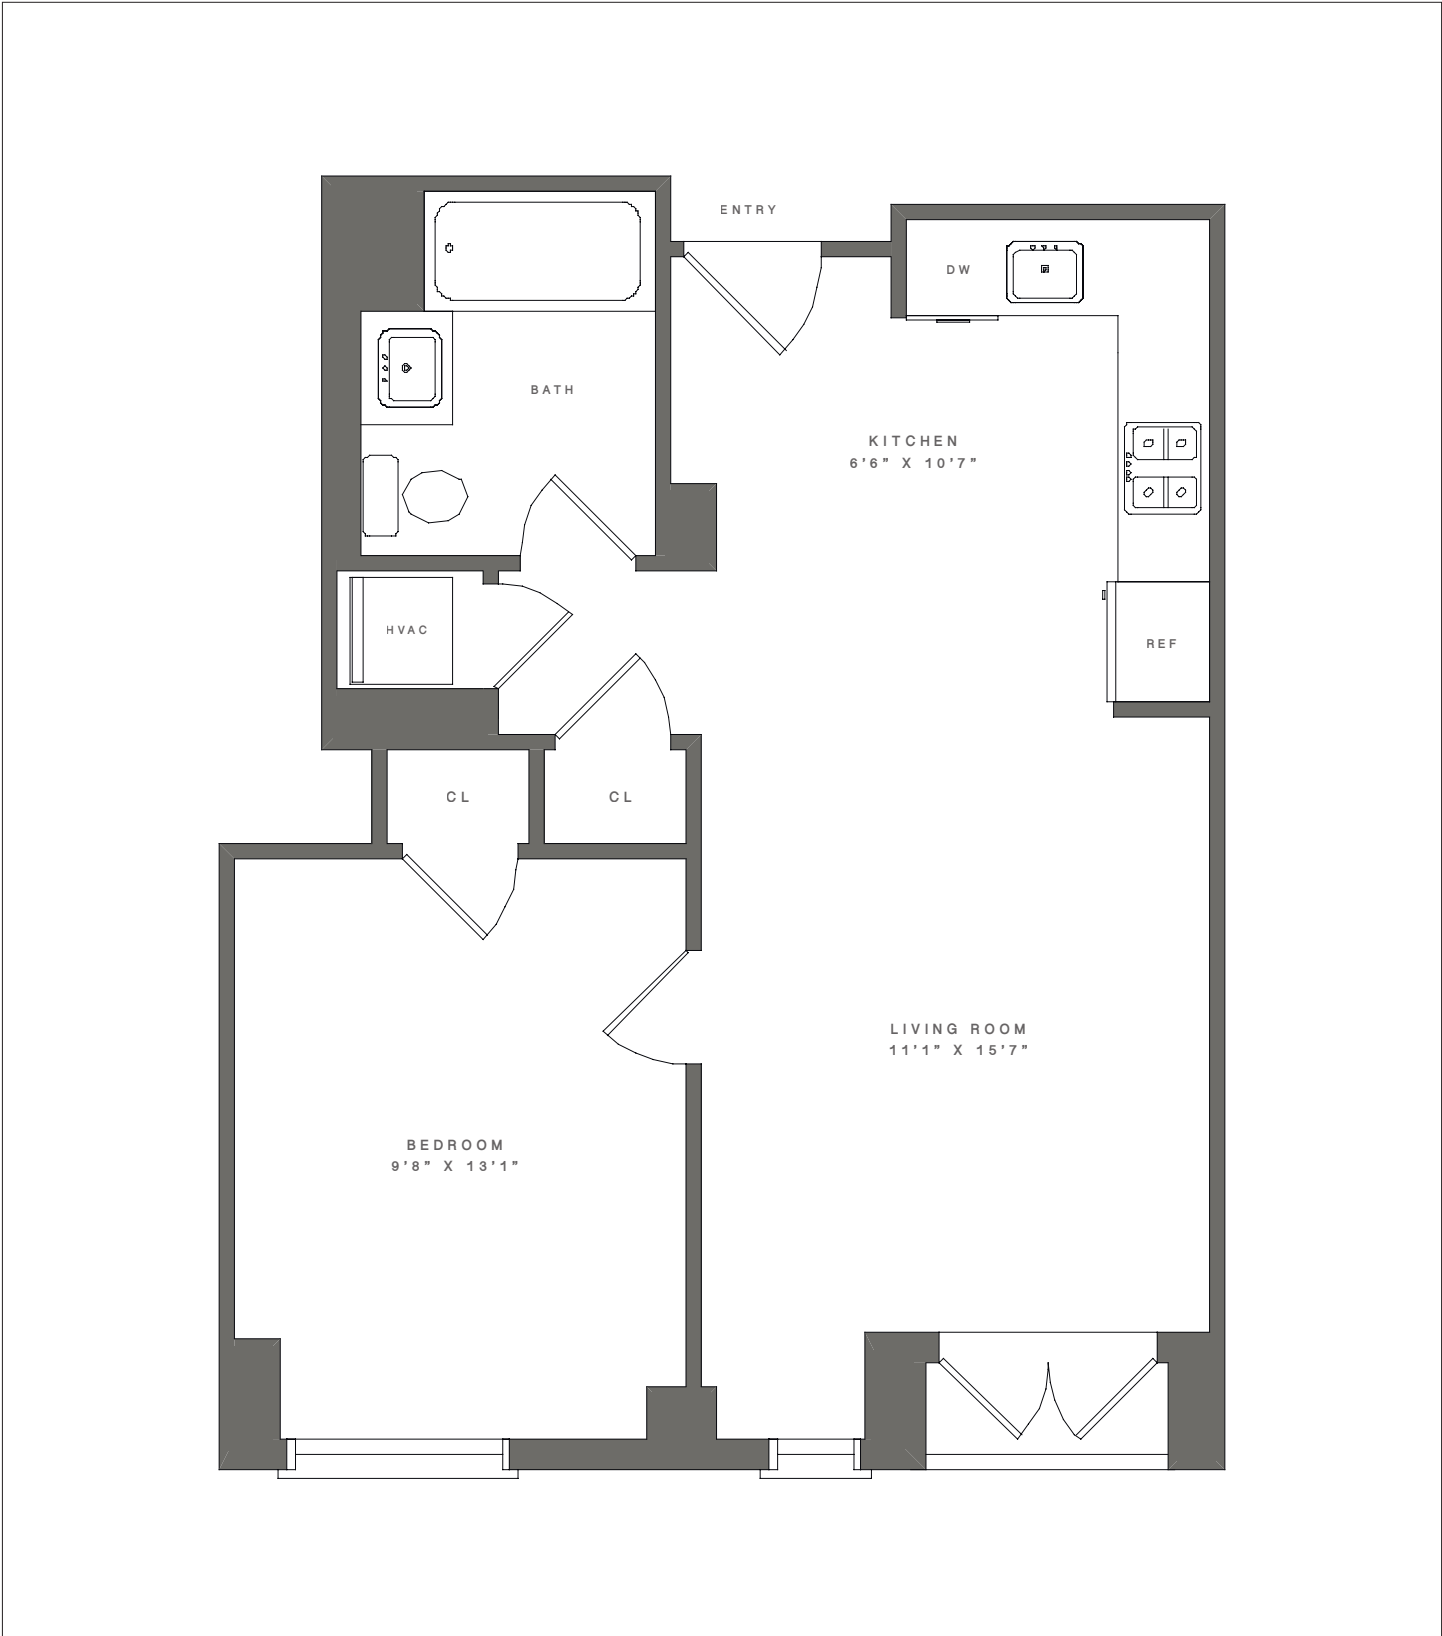 ENTRY
DW
BATH
KITCHEN
6’6” X 10’7”
HVAC
REF
CL
CL
LIVING ROOM
11’1” X 15’7”
BEDROOM
9’8” X 13’1”